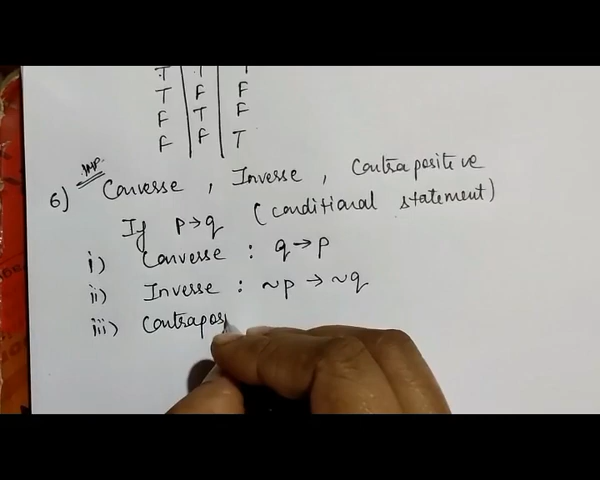 T T T
T F F
F T F
F F T
Imp.
6) Converse , Inverse , Contrapositive
If p→q (conditional statement)
i) Converse : q→p
ii) Inverse : ~p → ~q
iii) Contrapos